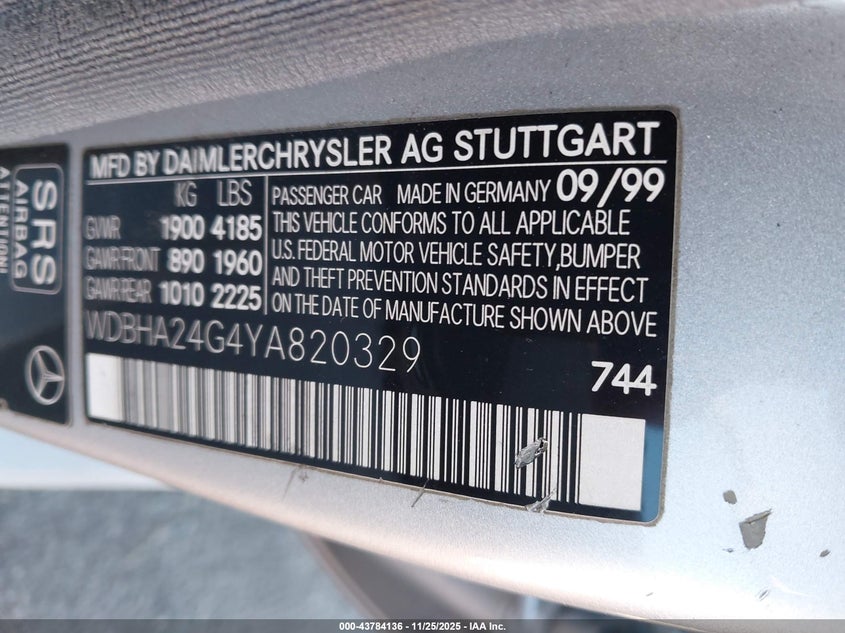 MFD BY DAIMLERCHRYSLER AG STUTTGART
KG LBS
GVWR 1900 4185
GAWR FRONT 890 1960
GAWR REAR 1010 2225
PASSENGER CAR MADE IN GERMANY 09/99
THIS VEHICLE CONFORMS TO ALL APPLICABLE
U.S. FEDERAL MOTOR VEHICLE SAFETY,BUMPER
AND THEFT PREVENTION STANDARDS IN EFFECT
ON THE DATE OF MANUFACTURE SHOWN ABOVE
WDBHA24G4YA820329
744
SRS
AIRBAG
ATTENTION!
000-43784136 - 11/25/2025 - IAA Inc.